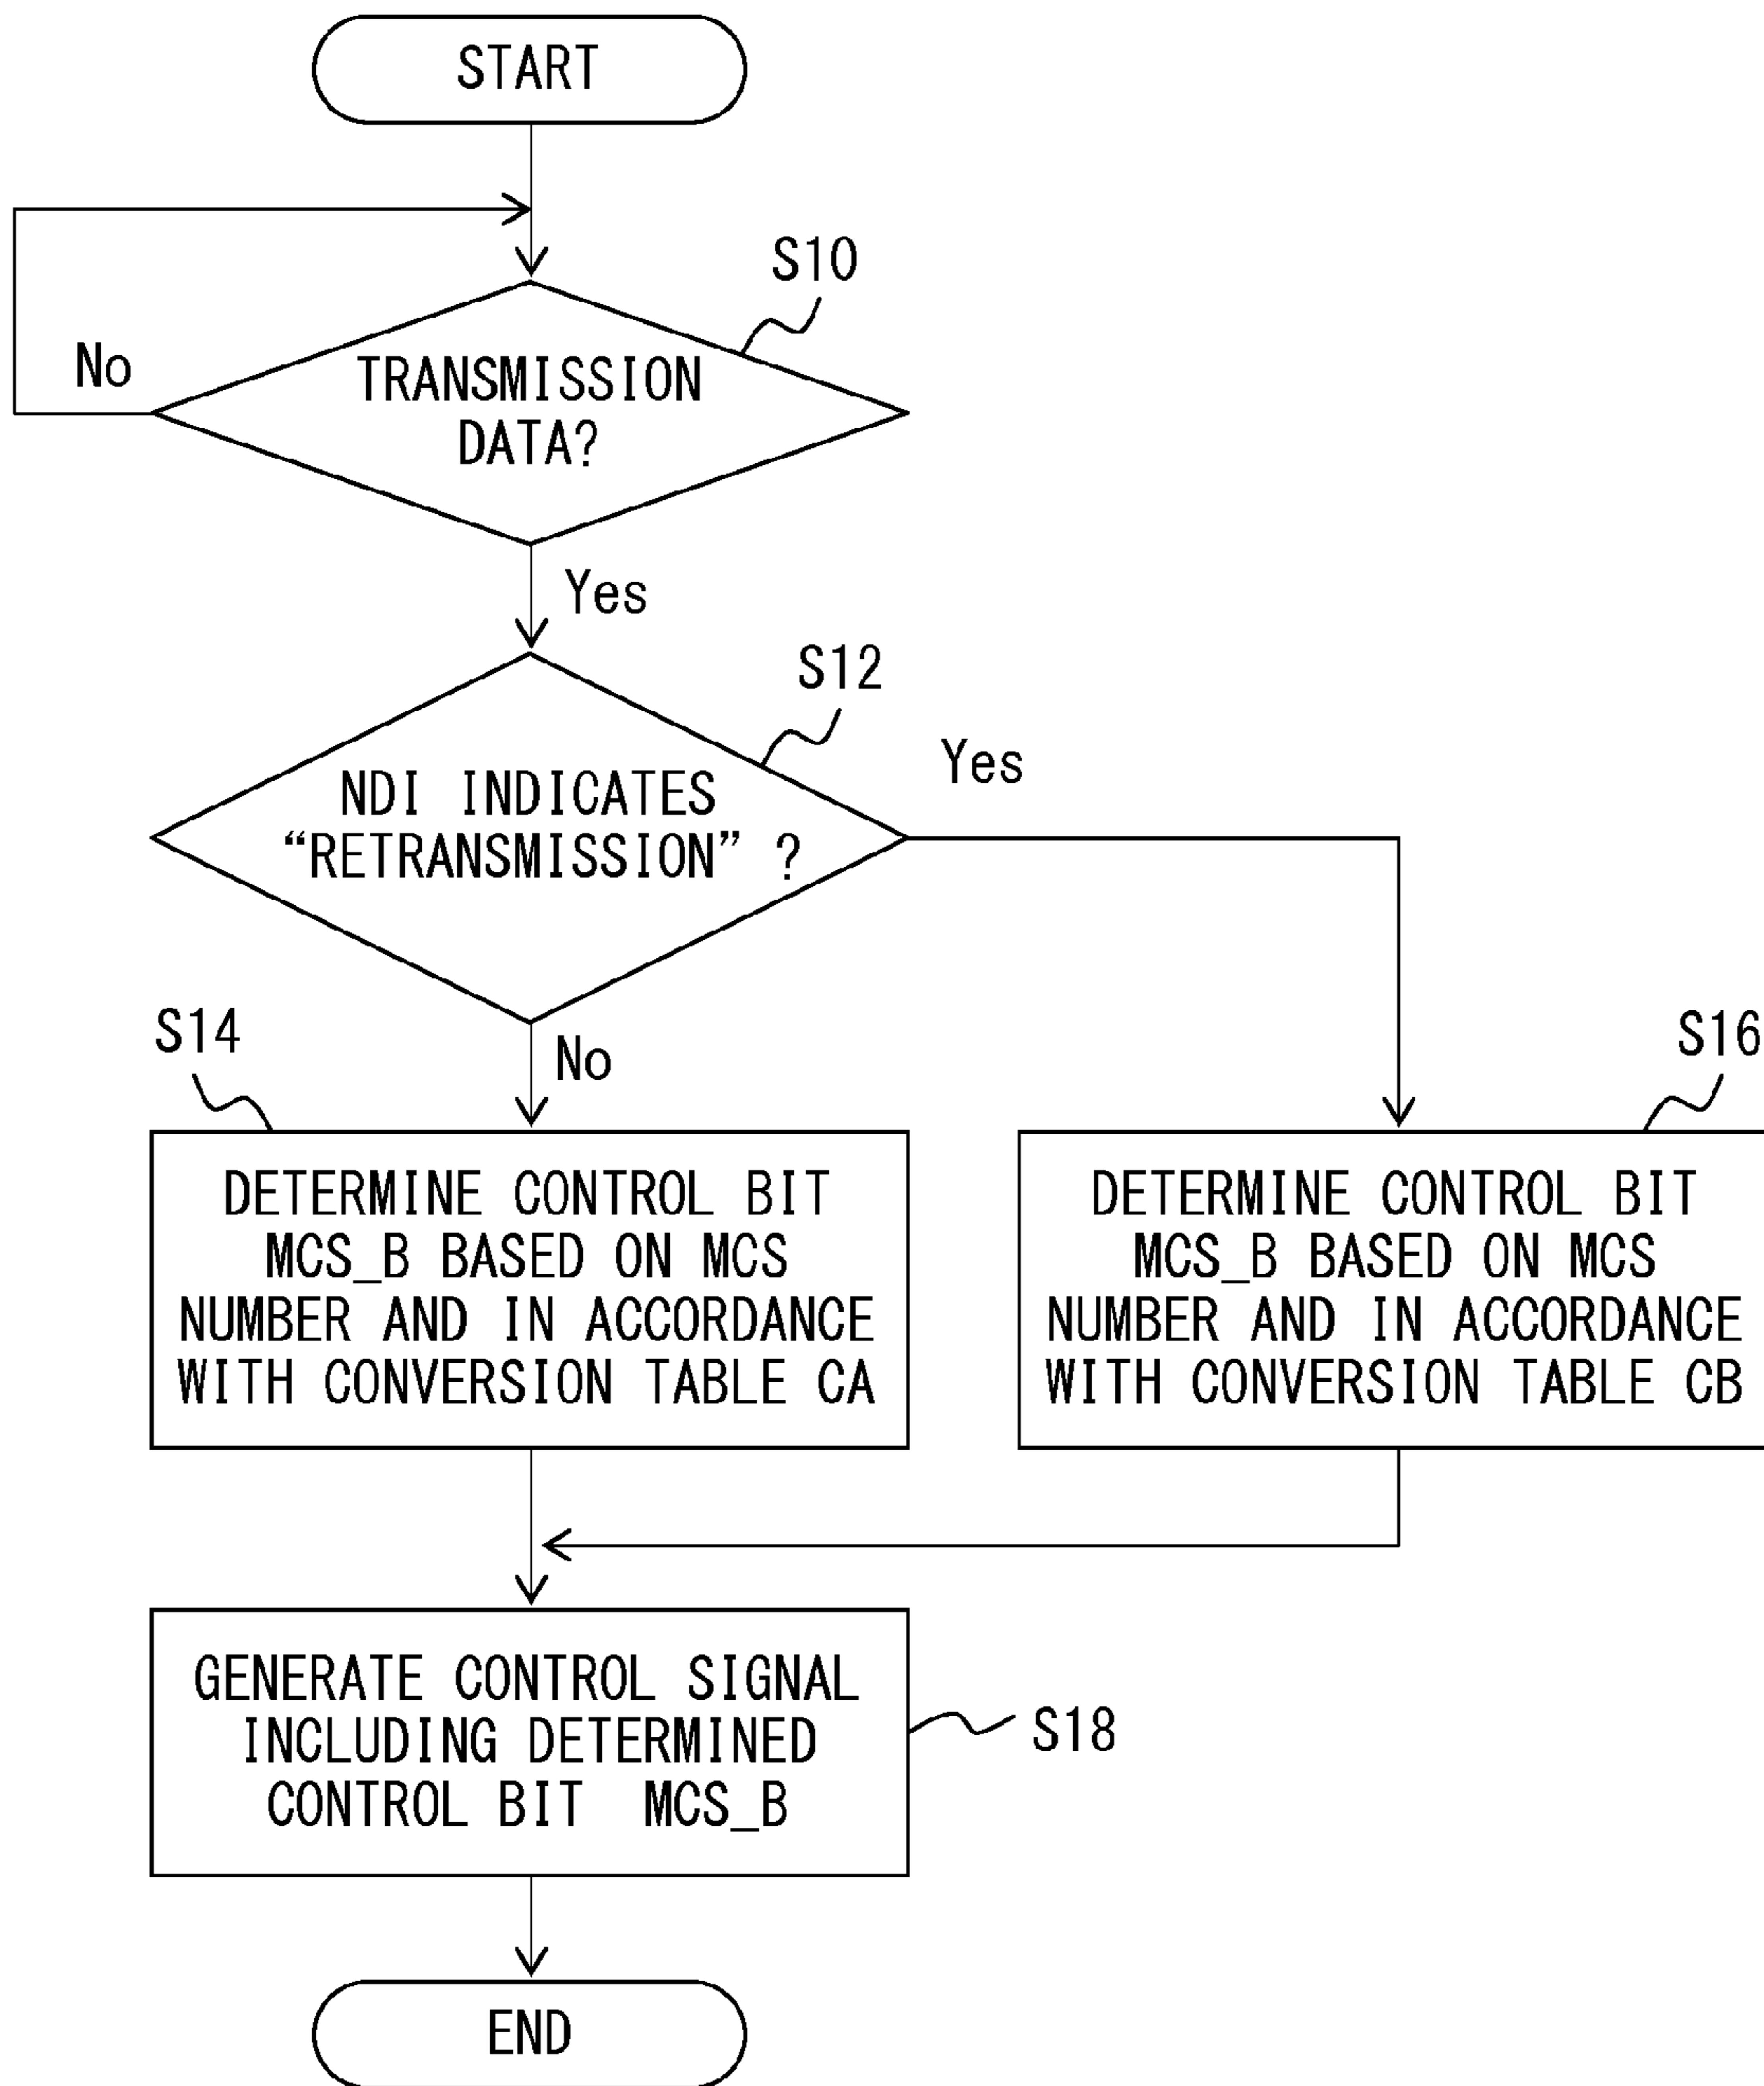 START
S10
No
TRANSMISSION
DATA?
Yes
S12
Yes
NDI INDICATES
“RETRANSMISSION” ?
S14
No
S16
DETERMINE CONTROL BIT
MCS_B BASED ON MCS
NUMBER AND IN ACCORDANCE
WITH CONVERSION TABLE CA
DETERMINE CONTROL BIT
MCS_B BASED ON MCS
NUMBER AND IN ACCORDANCE
WITH CONVERSION TABLE CB
GENERATE CONTROL SIGNAL
INCLUDING DETERMINED
CONTROL BIT MCS_B
S18
END